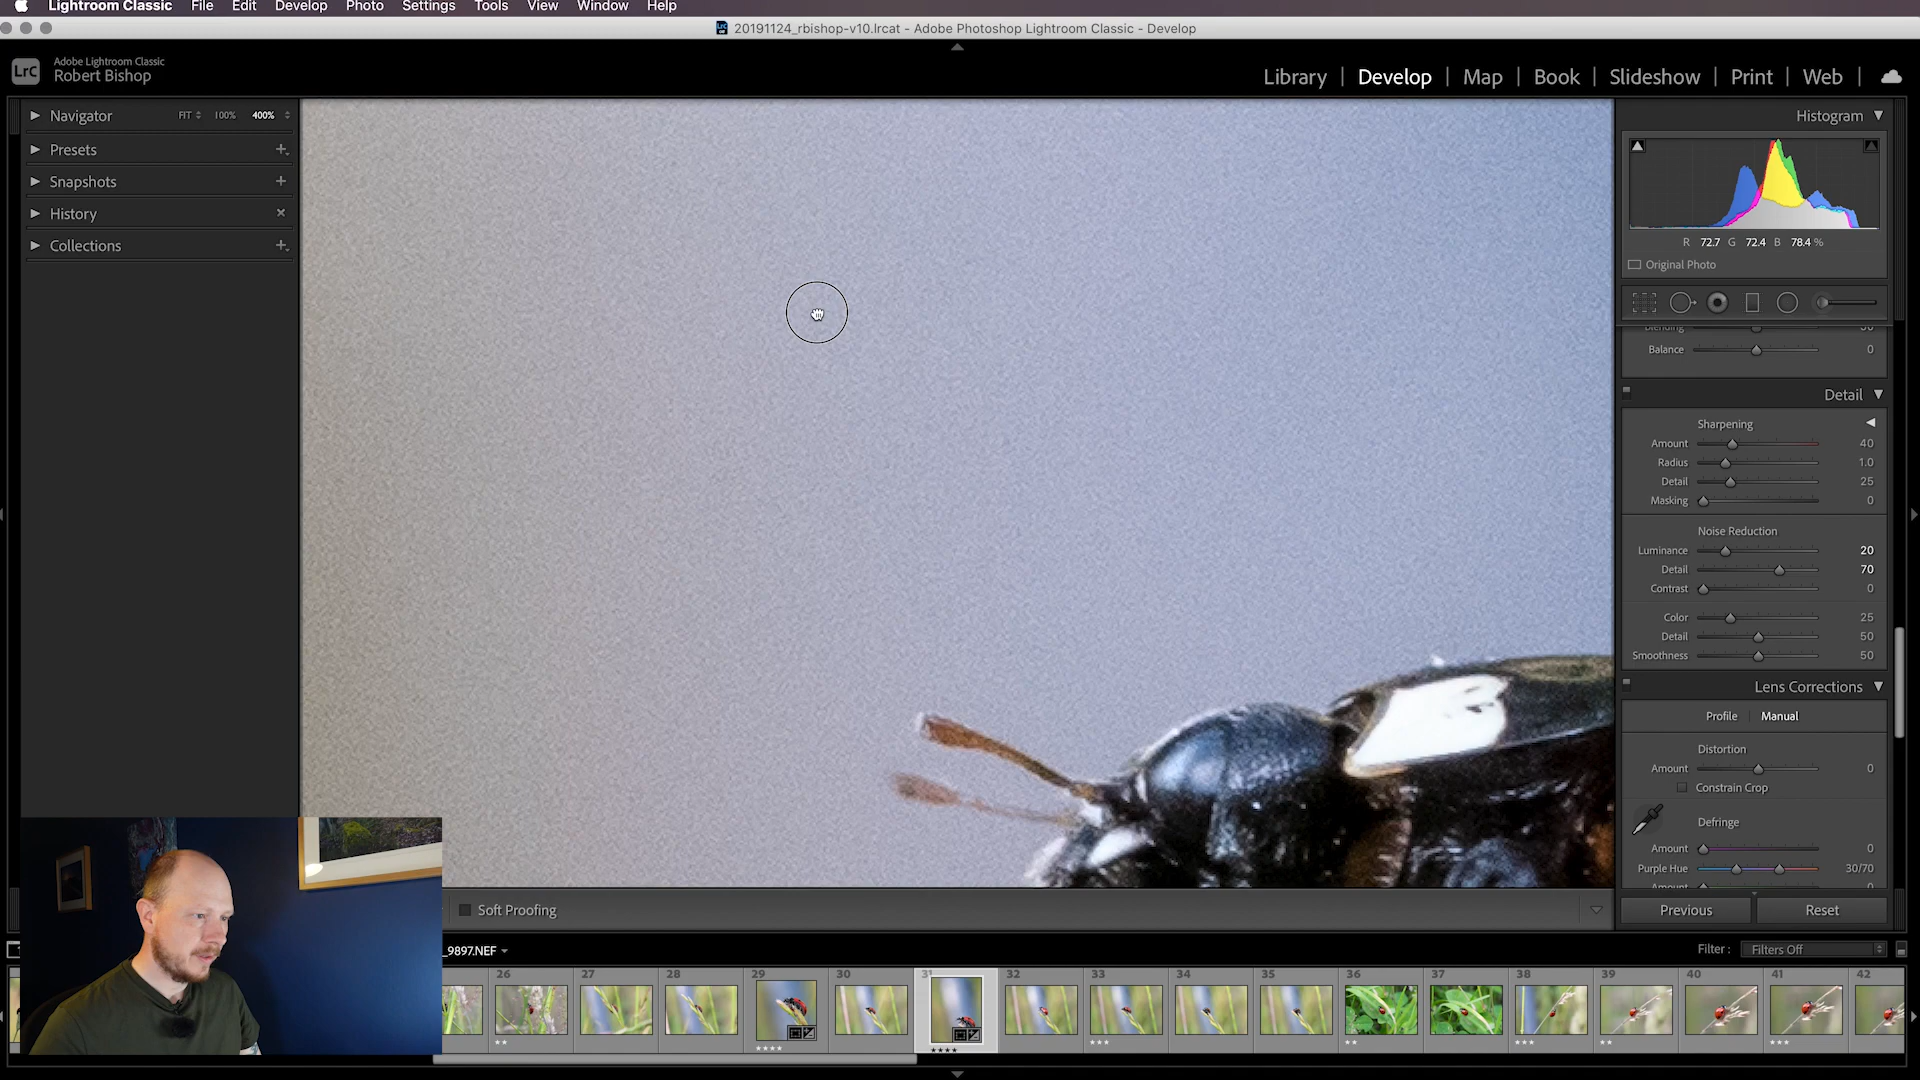 Lightroom Classic File Edit Develop Photo Settings Tools View Window Help
20191124_rbishop-v10.lrcat - Adobe Photoshop Lightroom Classic - Develop
LrC
Adobe Lightroom Classic
Robert Bishop
Library | Develop | Map | Book | Slideshow | Print | Web
Navigator FIT 100% 400%
Presets
Snapshots
History
Collections
Histogram
R 72.7 G 72.4 B 78.4 %
Original Photo
Blending 50
Balance 0
Detail
Sharpening
Amount 40
Radius 1.0
Detail 25
Masking 0
Noise Reduction
Luminance 20
Detail 70
Contrast 0
Color 25
Detail 50
Smoothness 50
Lens Corrections
Profile Manual
Distortion
Amount 0
Constrain Crop
Defringe
Amount 0
Purple Hue 30/70
Amount
Previous Reset
Soft Proofing
_9897.NEF
Filter : Filters Off
26 27 28 29 30 31 32 33 34 35 36 37 38 39 40 41 42